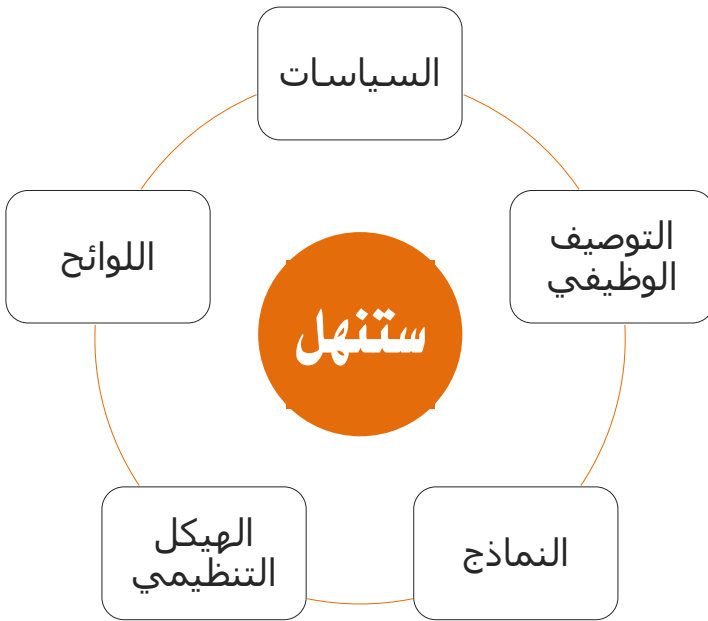 السياسات
التوصيف
الوظيفي
اللوائح
ستنهل
الهيكل
التنظيمي
النماذج